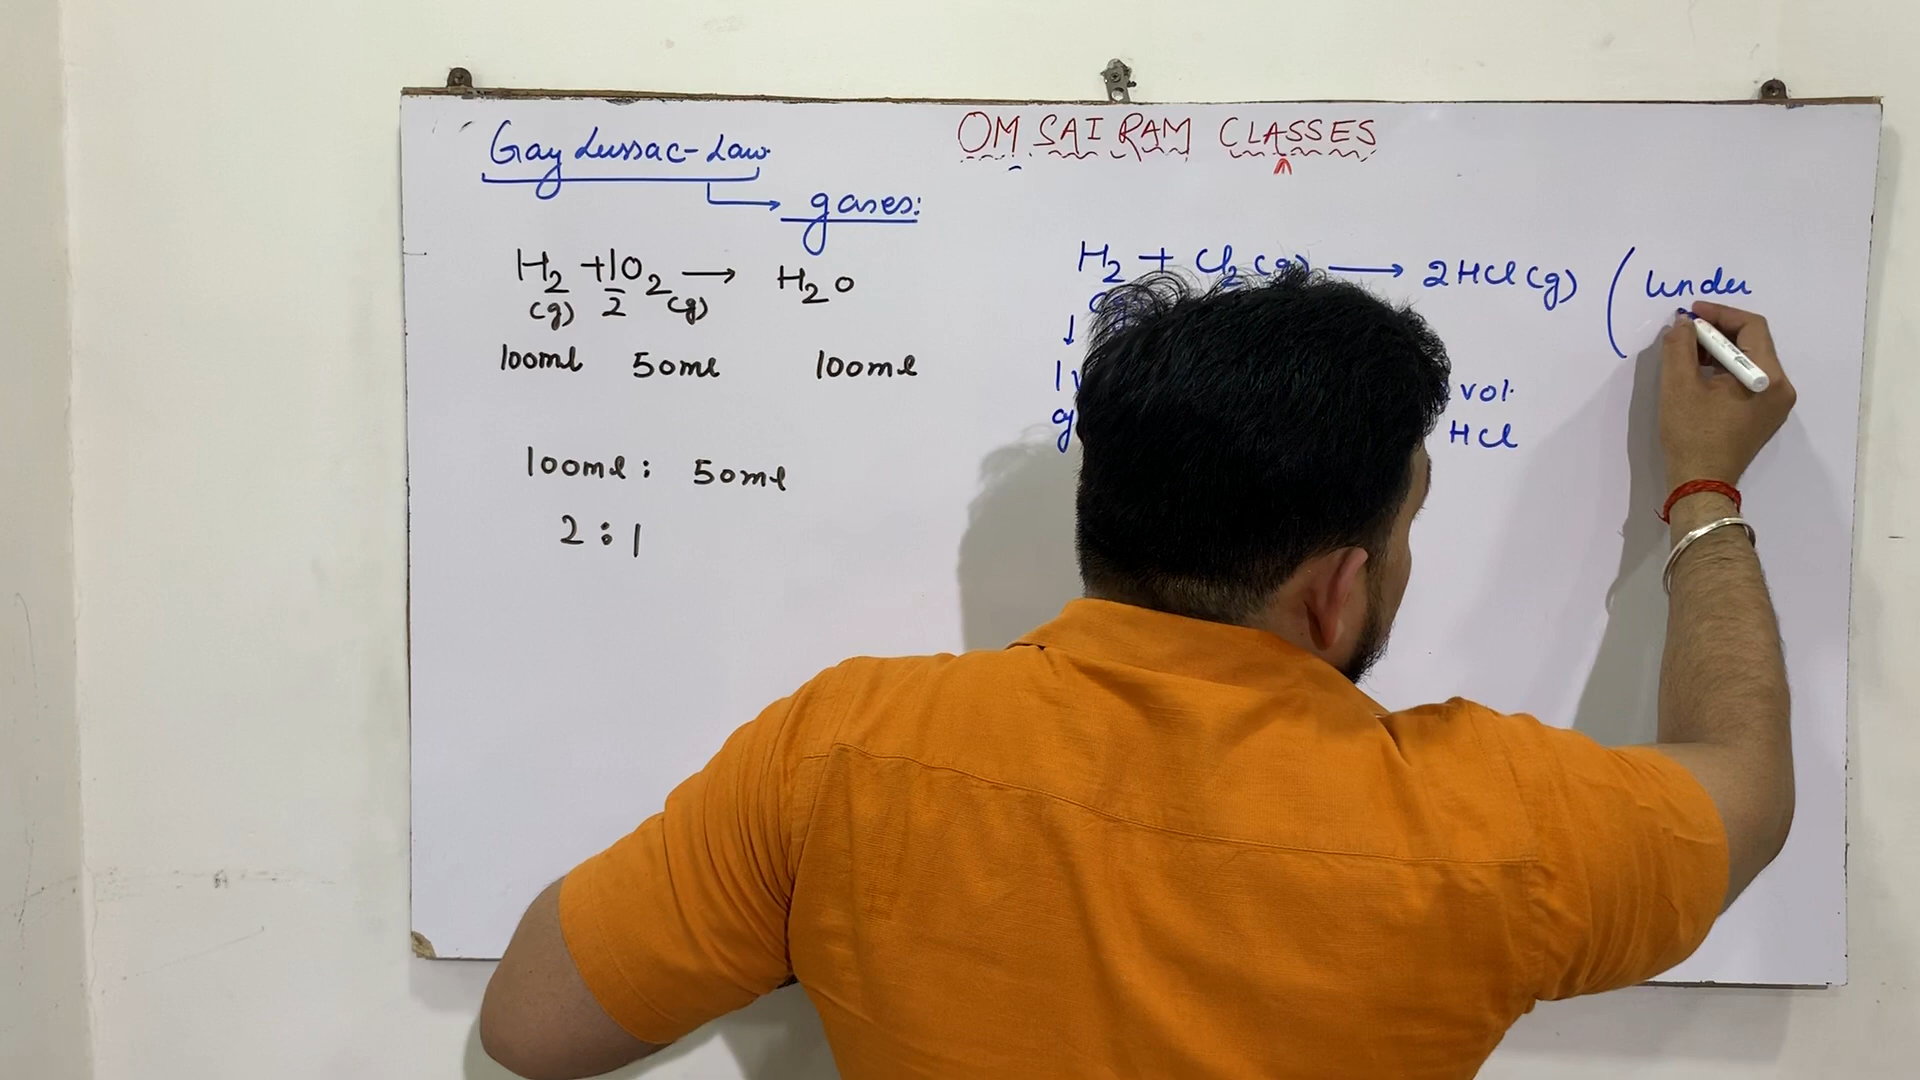 OM SAI RAM CLASSES
Gay Lussac-Law
gases:
H2 + 1/2 O2 → H2O
(g) (g)
100ml 50ml 100ml
100ml : 50ml
2 : 1
H2 + Cl2 (g) → 2HCl (g) ( Under
↓
1 vol.
HCl